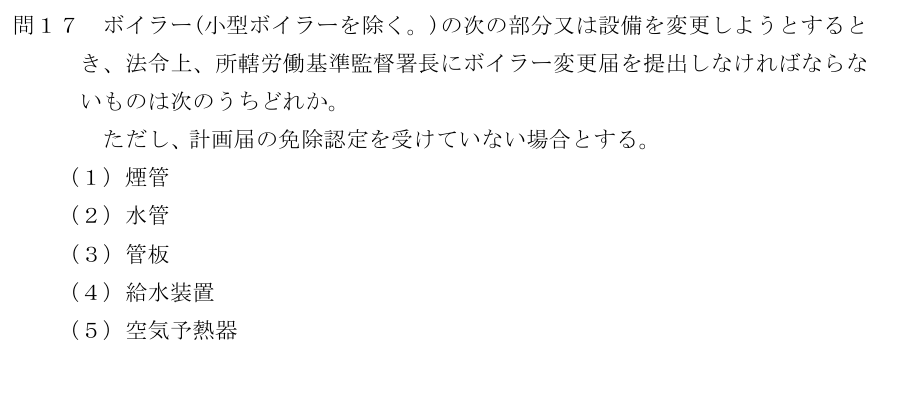 問１７　ボイラー(小型ボイラーを除く。)の次の部分又は設備を変更しようとすると
き、法令上、所轄労働基準監督署長にボイラー変更届を提出しなければならな
いものは次のうちどれか。
ただし、計画届の免除認定を受けていない場合とする。
（１）煙管
（２）水管
（３）管板
（４）給水装置
（５）空気予熱器